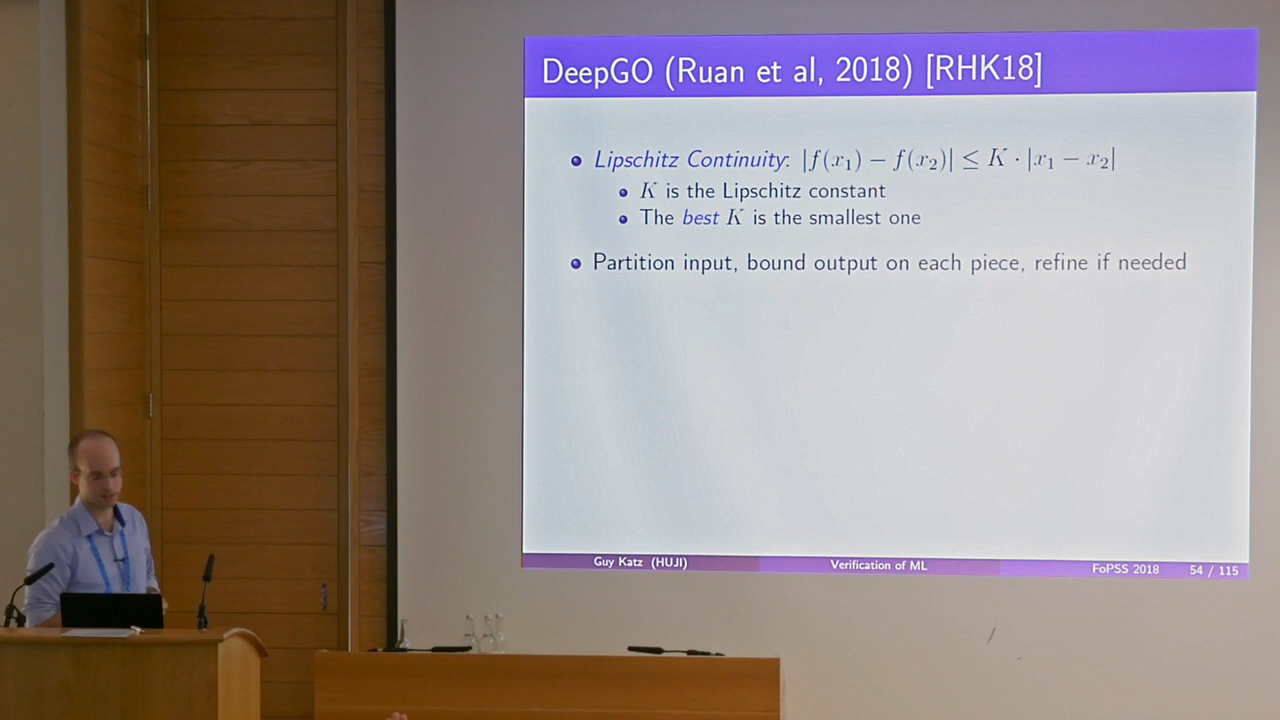 DeepGO (Ruan et al, 2018) [RHK18]
Lipschitz Continuity: |f(x₁) − f(x₂)| ≤ K · |x₁ − x₂|
K is the Lipschitz constant
The best K is the smallest one
Partition input, bound output on each piece, refine if needed
Guy Katz (HUJI) Verification of ML FoPSS 2018 54 / 115